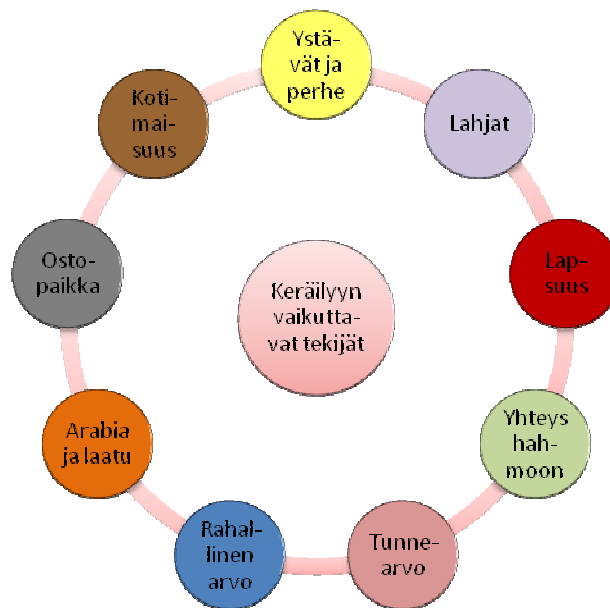 Ystä-
vät ja
perhe
Lahjat
Lap-
suus
Yhteys
hah-
moon
Tunne-
arvo
Rahal-
linen
arvo
Arabia
ja laatu
Osto-
paikka
Koti-
mai-
suus
Keräilyyn
vaikutta-
vat tekijät